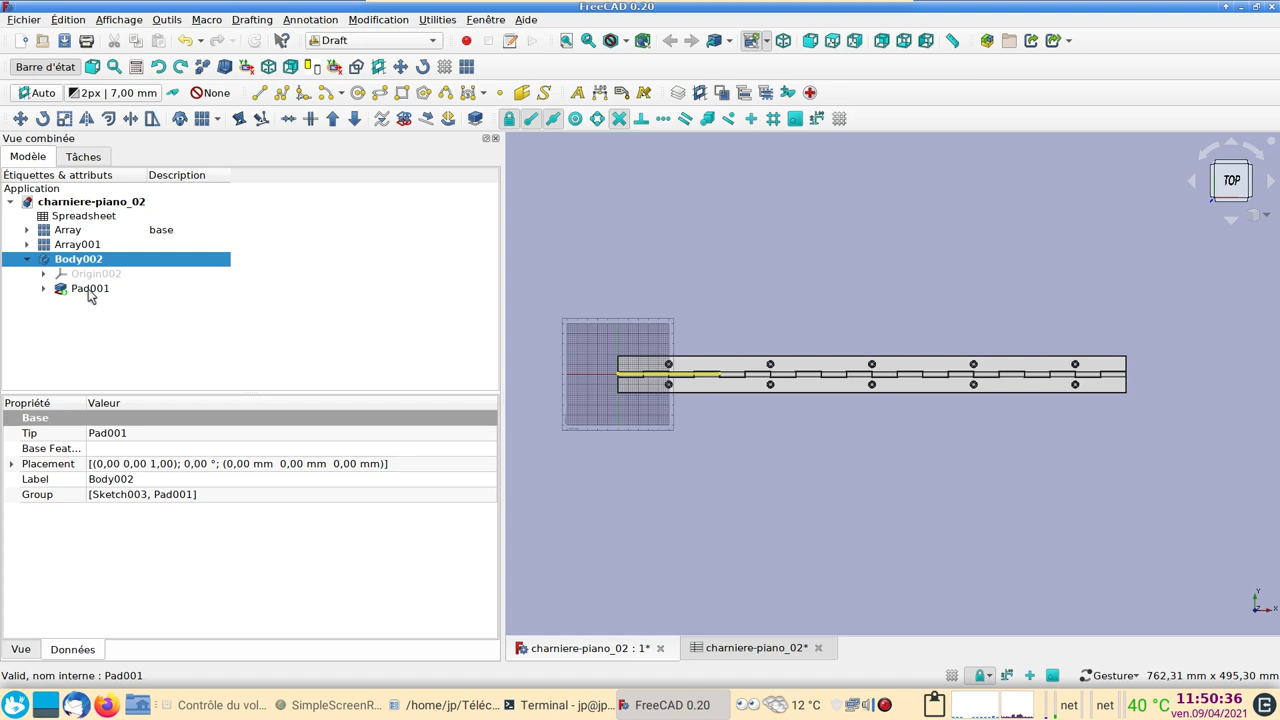 FreeCAD 0.20
Fichier Édition Affichage Outils Macro Drafting Annotation Modification Utilities Fenêtre Aide
Draft
Barre d'état
Auto 2px | 7,00 mm None
Vue combinée
Modèle Tâches
Étiquettes & attributs Description
Application
charniere-piano_02
Spreadsheet
Array base
Array001
Body002
Origin002
Pad001
TOP
Propriété Valeur
Base
Tip Pad001
Base Feat...
Placement [(0,00 0,00 1,00); 0,00 °; (0,00 mm 0,00 mm 0,00 mm)]
Label Body002
Group [Sketch003, Pad001]
Y
X
Vue Données
charniere-piano_02 : 1* charniere-piano_02*
Valid, nom interne : Pad001
Gesture 762,31 mm x 495,30 mm
Contrôle du vol... SimpleScreenR... /home/jp/Téléc... Terminal - jp@jp... FreeCAD 0.20 12 °C net net 40 °C 11:50:36
ven.09/04/2021